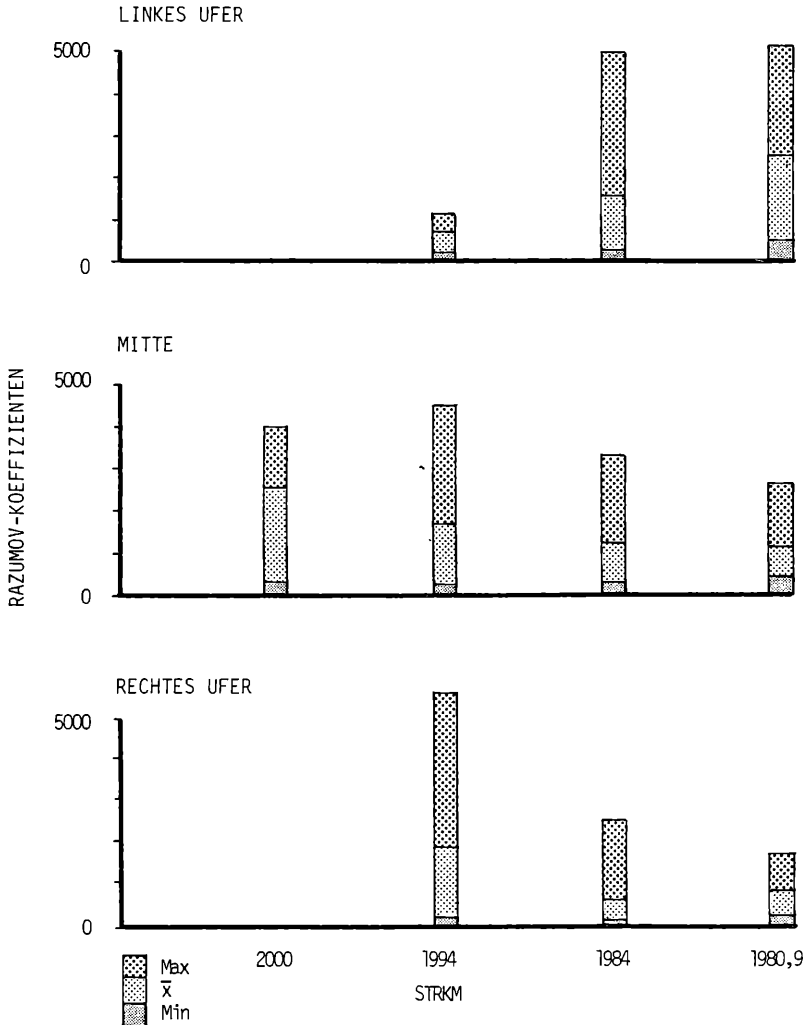 LINKES UFER
5000
0
MITTE
5000
0
RAZUMOV-KOEFFIZIENTEN
RECHTES UFER
5000
0
2000 1994 1984 1980,9
STRKM
Max
x̅
Min